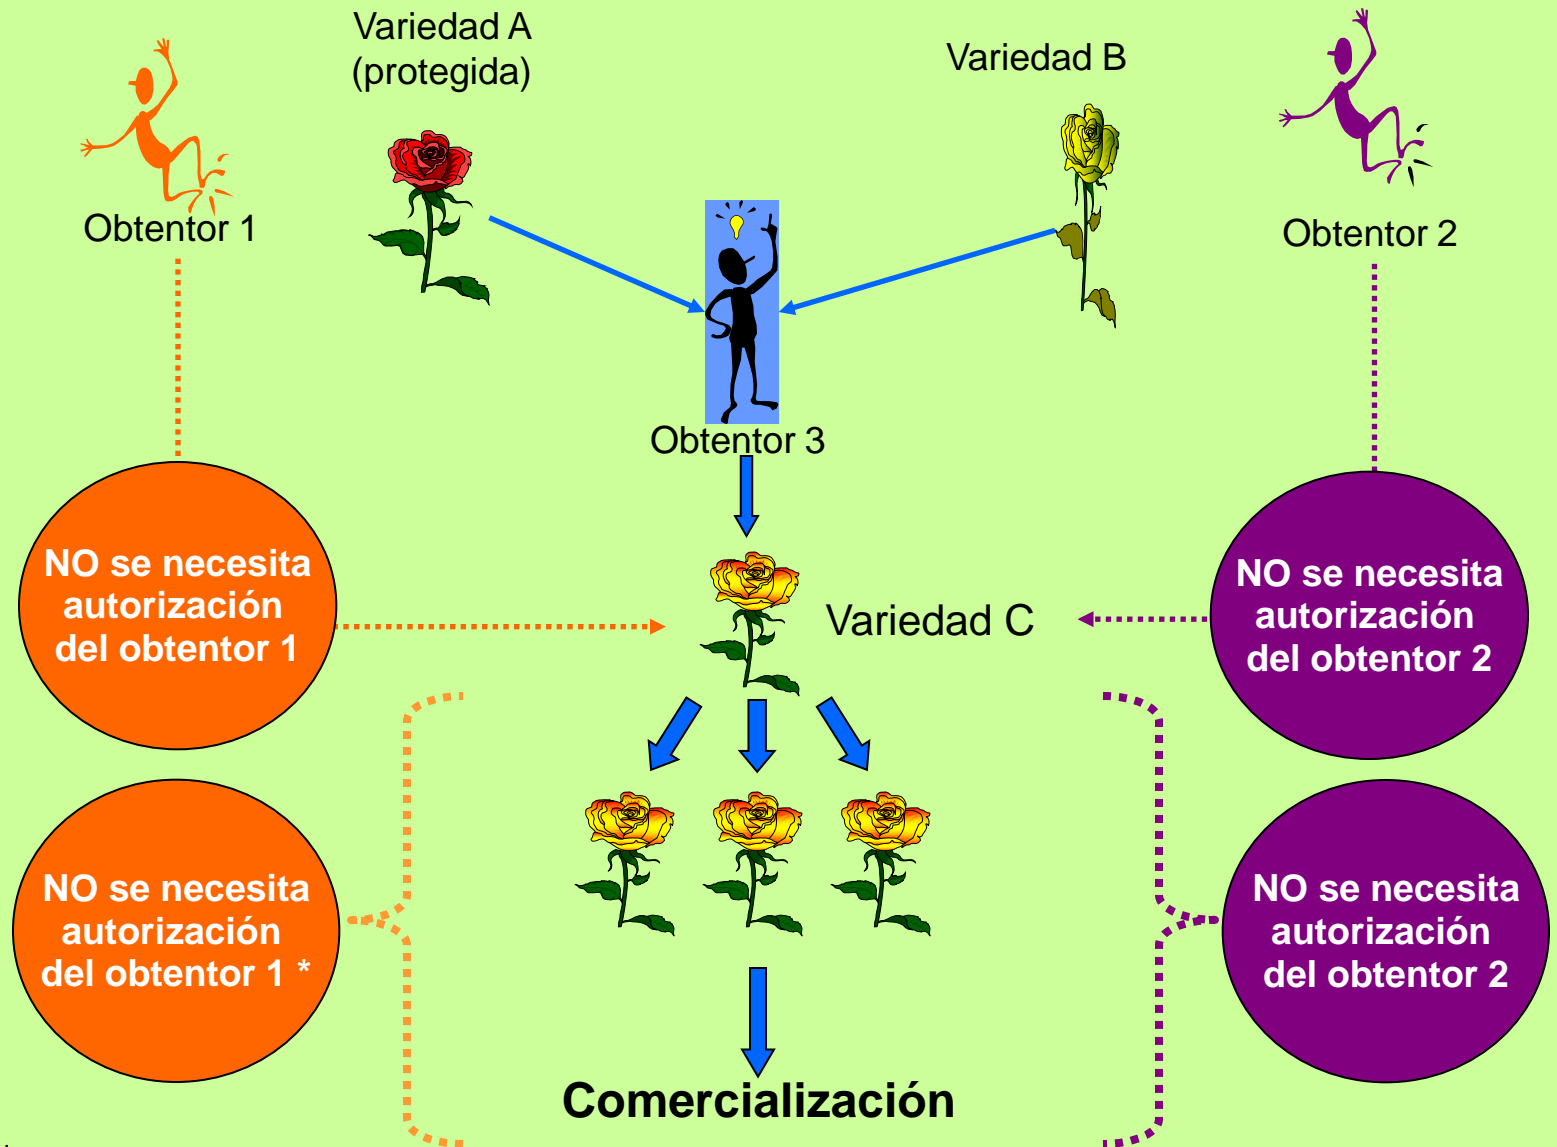 Variedad A
(protegida)
Variedad B
Obtentor 1
Obtentor 2
Obtentor 3
NO se necesita
autorización
del obtentor 1
Variedad C
NO se necesita
autorización
del obtentor 2
NO se necesita
autorización
del obtentor 1 *
NO se necesita
autorización
del obtentor 2
Comercialización